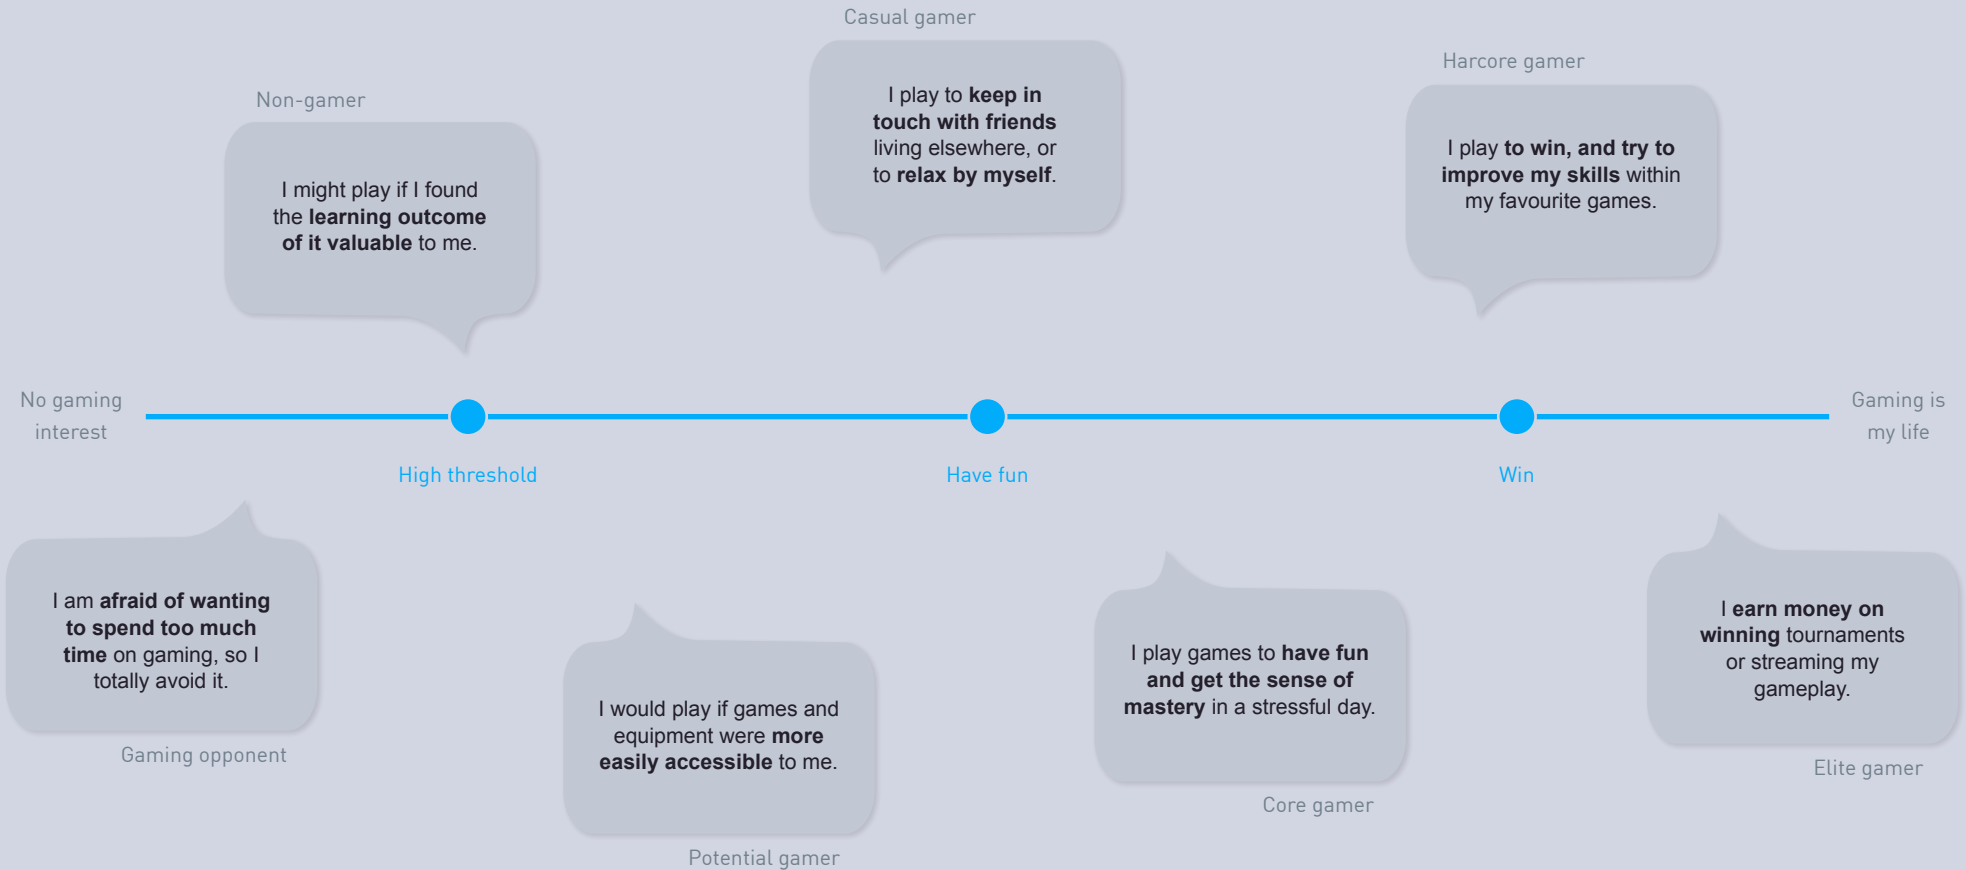 Casual gamer
I play to keep in
touch with friends
living elsewhere, or
to relax by myself.
Harcore gamer
I play to win, and try to
improve my skills within
my favourite games.
Non-gamer
I might play if I found
the learning outcome
of it valuable to me.
No gaming
interest
High threshold
Have fun
Win
Gaming is
my life
I am afraid of wanting
to spend too much
time on gaming, so I
totally avoid it.
Gaming opponent
I would play if games and
equipment were more
easily accessible to me.
Potential gamer
I play games to have fun
and get the sense of
mastery in a stressful day.
Core gamer
I earn money on
winning tournaments
or streaming my
gameplay.
Elite gamer